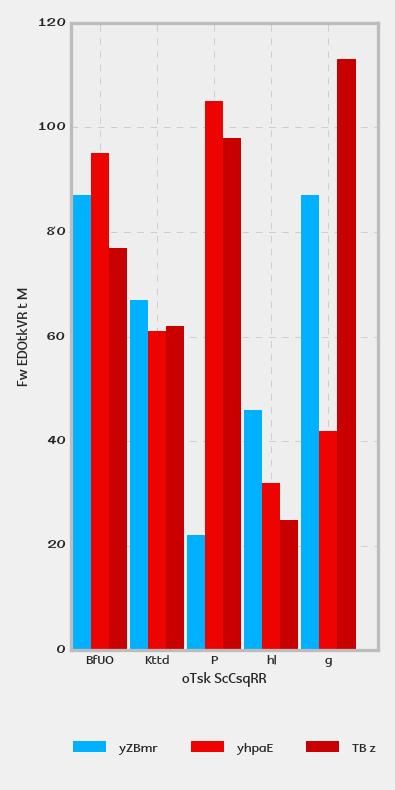 120
100
80
60
40
20
0
Fw EDOtkVR t M
BfUO Kttd P hl g
oTsk ScCsqRR
yZBmr yhpaE TB z